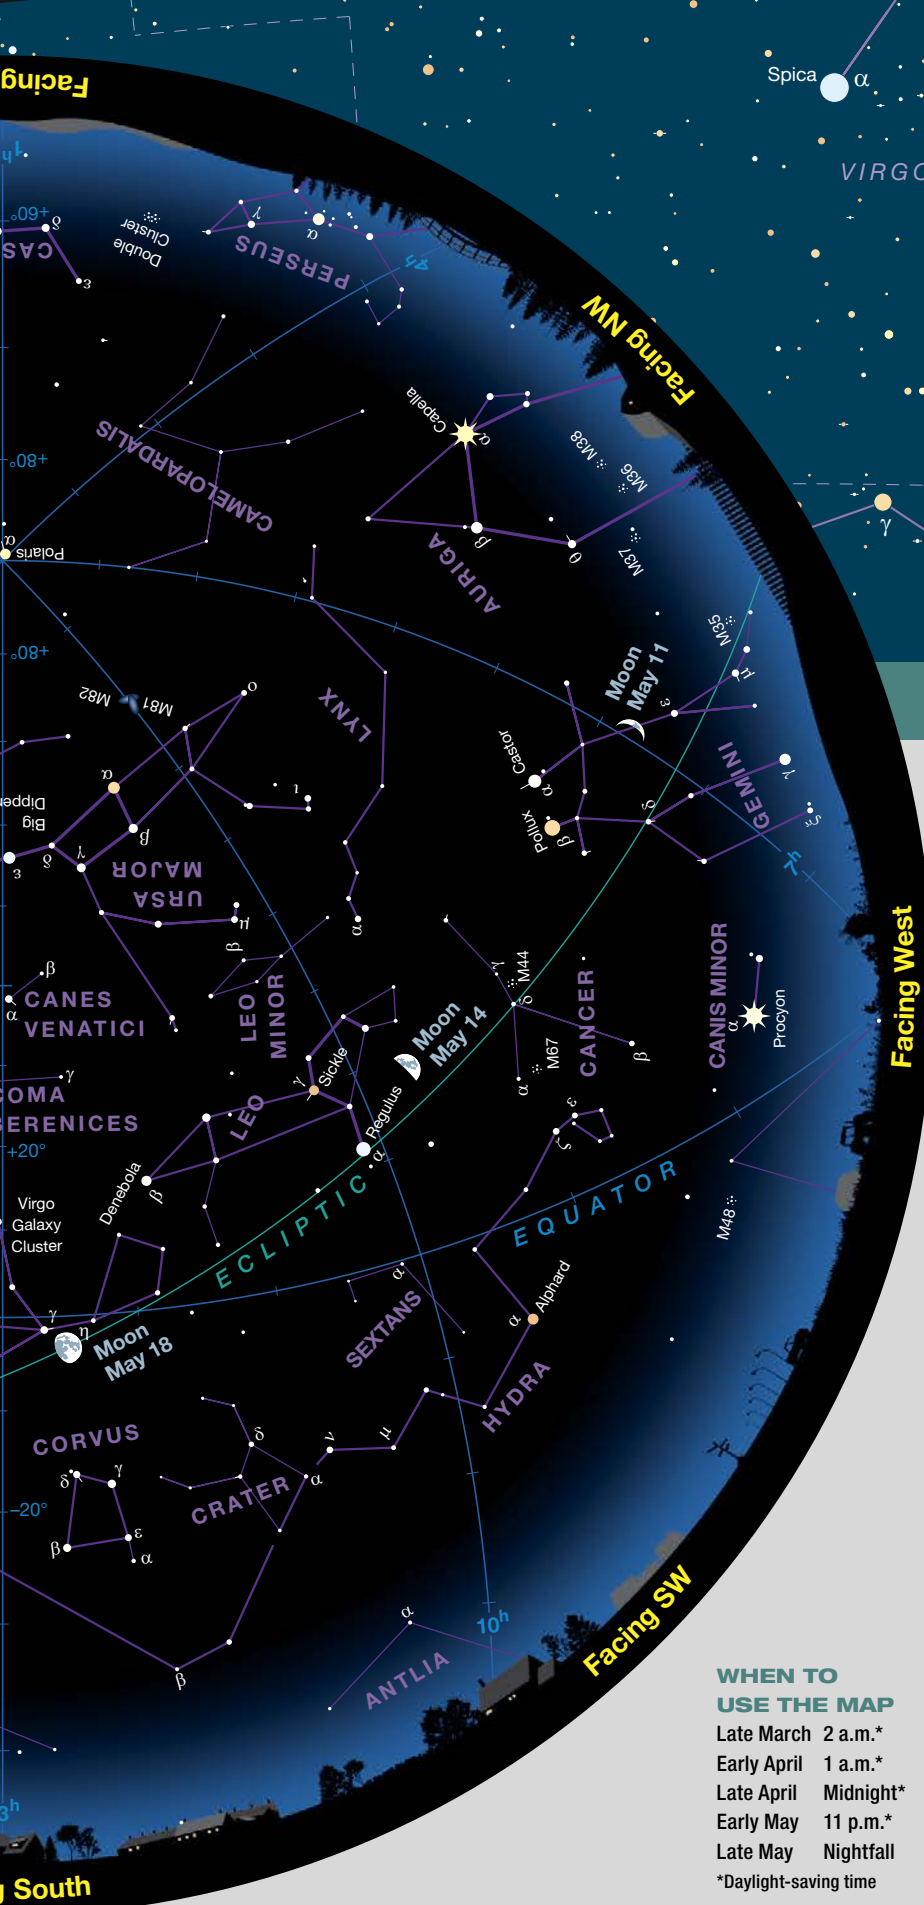 Facing
Spica
α
VIRGO
γ
1h
+60°
δ
CAS
ε
Double
Cluster
γ
α
PERSEUS
4h
Facing NW
Capella
α
M38
M36
M37
β
θ
AURIGA
CAMELOPARDALIS
+80°
α
Polaris
+80°
M82
M81
ο
LYNX
α
Moon
May 11
M35
μ
ε
Castor
α
Pollux
β
δ
GEMINI
γ
ξ
7h
Big
Dipper
α
β
γ
δ
ε
URSA
MAJOR
ι
μ
β
LEO
MINOR
α
β
CANES
VENATICI
α
γ
COMA
BERENICES
+20°
Sickle
γ
LEO
Moon
May 14
Regulus
α
Denebola
β
γ
M44
δ
CANCER
M67
α
β
CANIS MINOR
α
Procyon
Facing West
ε
ζ
ECLIPTIC
EQUATOR
M48
Virgo
Galaxy
Cluster
γ
η
Moon
May 18
α
SEXTANS
α
Alphard
HYDRA
CORVUS
δ
γ
β
ε
α
δ
ν
μ
α
CRATER
–20°
β
10h
α
ANTLIA
Facing SW
3h
g South
WHEN TO
USE THE MAP
Late March 2 a.m.*
Early April 1 a.m.*
Late April Midnight*
Early May 11 p.m.*
Late May Nightfall
*Daylight-saving time